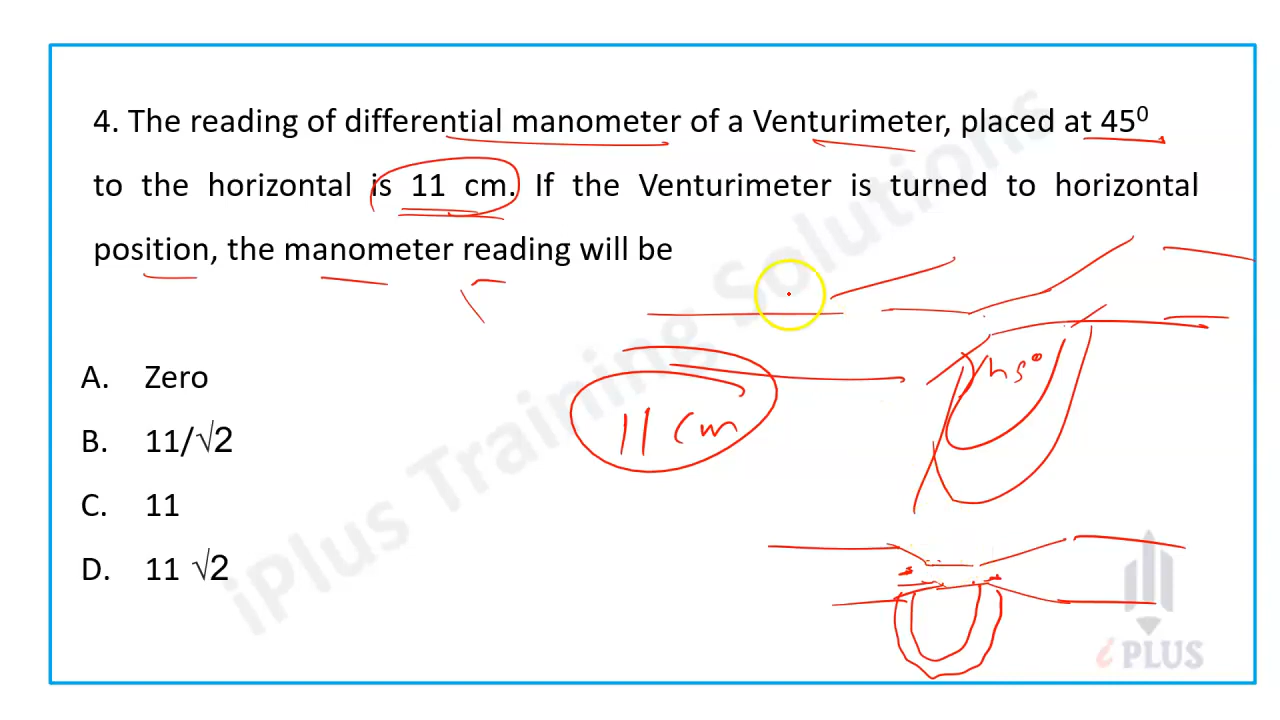 4. The reading of differential manometer of a Venturimeter, placed at 45⁰
to the horizontal is 11 cm. If the Venturimeter is turned to horizontal
position, the manometer reading will be
A. Zero
B. 11/√2
C. 11
D. 11 √2
45°
11 cm
iPlus Training Solutions
i PLUS